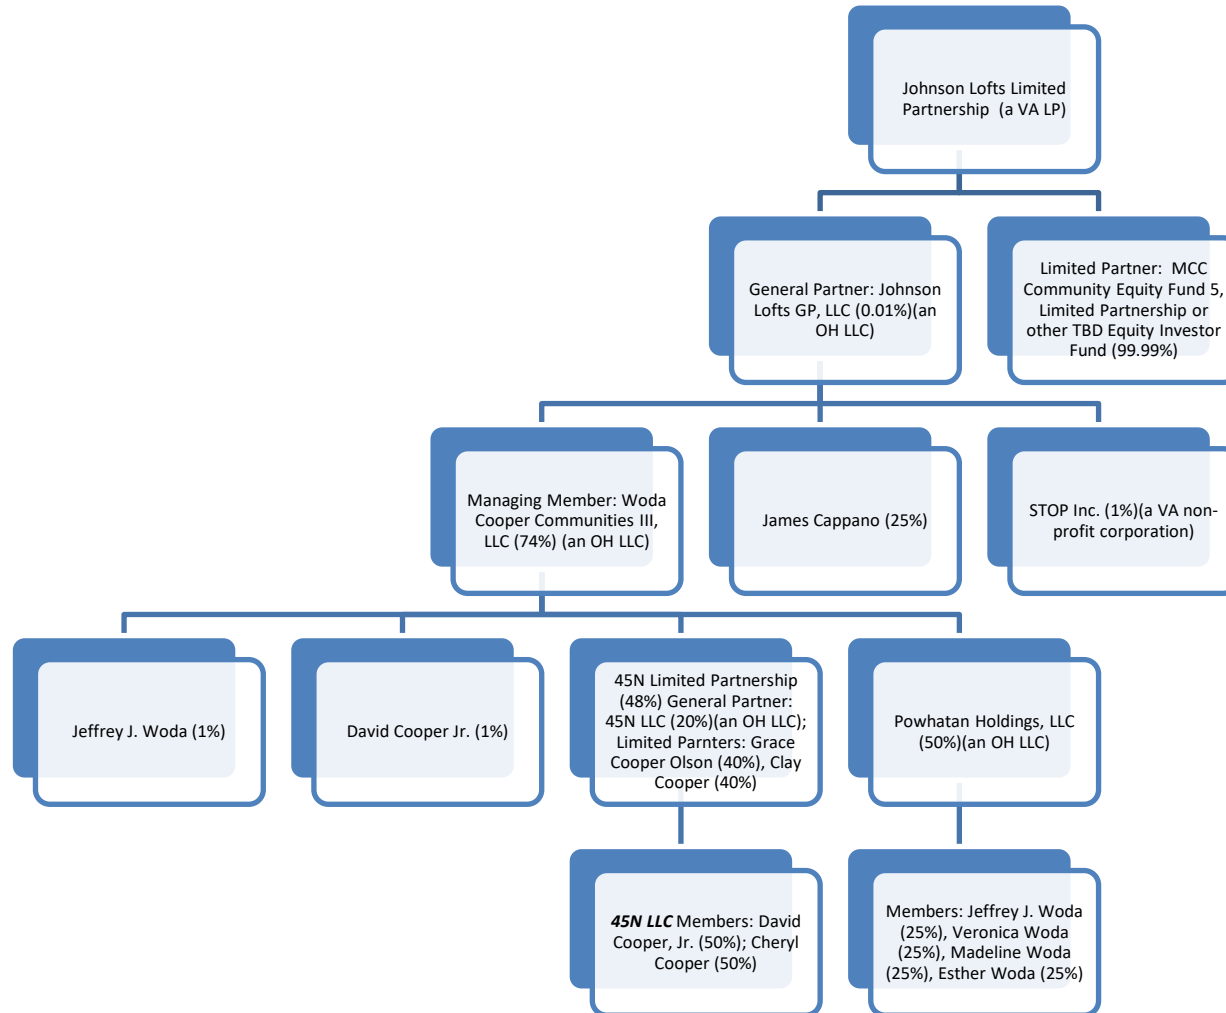 Johnson Lofts Limited
Partnership (a VA LP)
General Partner: Johnson
Lofts GP, LLC (0.01%)(an
OH LLC)
Limited Partner: MCC
Community Equity Fund 5,
Limited Partnership or
other TBD Equity Investor
Fund (99.99%)
Managing Member: Woda
Cooper Communities III,
LLC (74%) (an OH LLC)
James Cappano (25%)
STOP Inc. (1%)(a VA non-
profit corporation)
Jeffrey J. Woda (1%)
David Cooper Jr. (1%)
45N Limited Partnership
(48%) General Partner:
45N LLC (20%)(an OH LLC);
Limited Parnters: Grace
Cooper Olson (40%), Clay
Cooper (40%)
Powhatan Holdings, LLC
(50%)(an OH LLC)
45N LLC Members: David
Cooper, Jr. (50%); Cheryl
Cooper (50%)
Members: Jeffrey J. Woda
(25%), Veronica Woda
(25%), Madeline Woda
(25%), Esther Woda (25%)